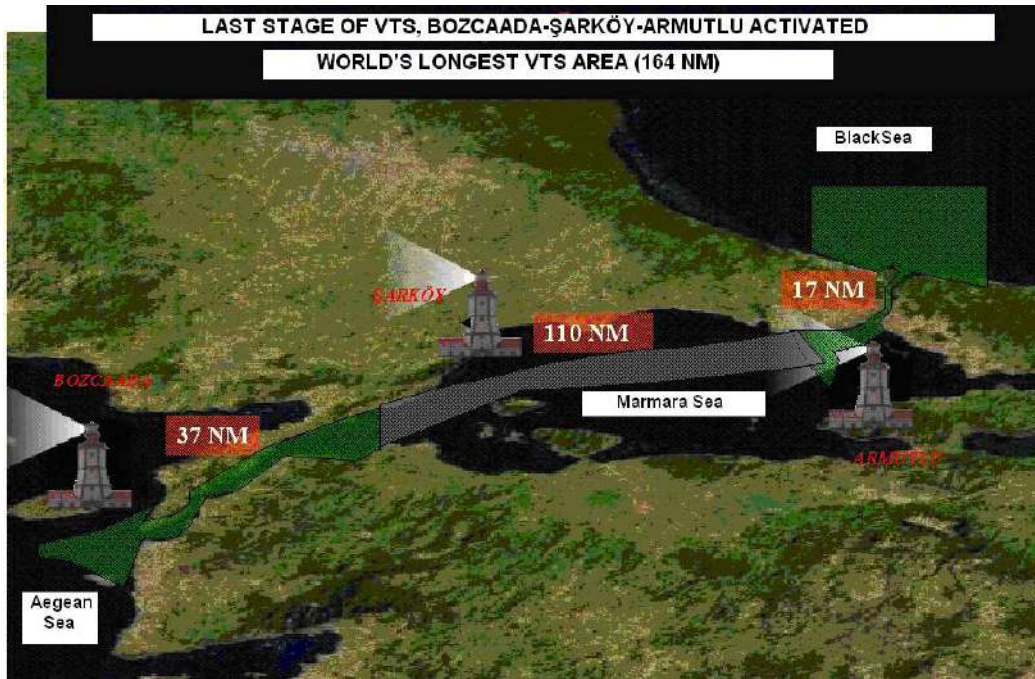 LAST STAGE OF VTS, BOZCAADA-ŞARKÖY-ARMUTLU ACTIVATED
WORLD'S LONGEST VTS AREA (164 NM)
BlackSea
17 NM
ŞARKÖY
110 NM
BOZCAADA
Marmara Sea
37 NM
ARMUTLU
Aegean
Sea